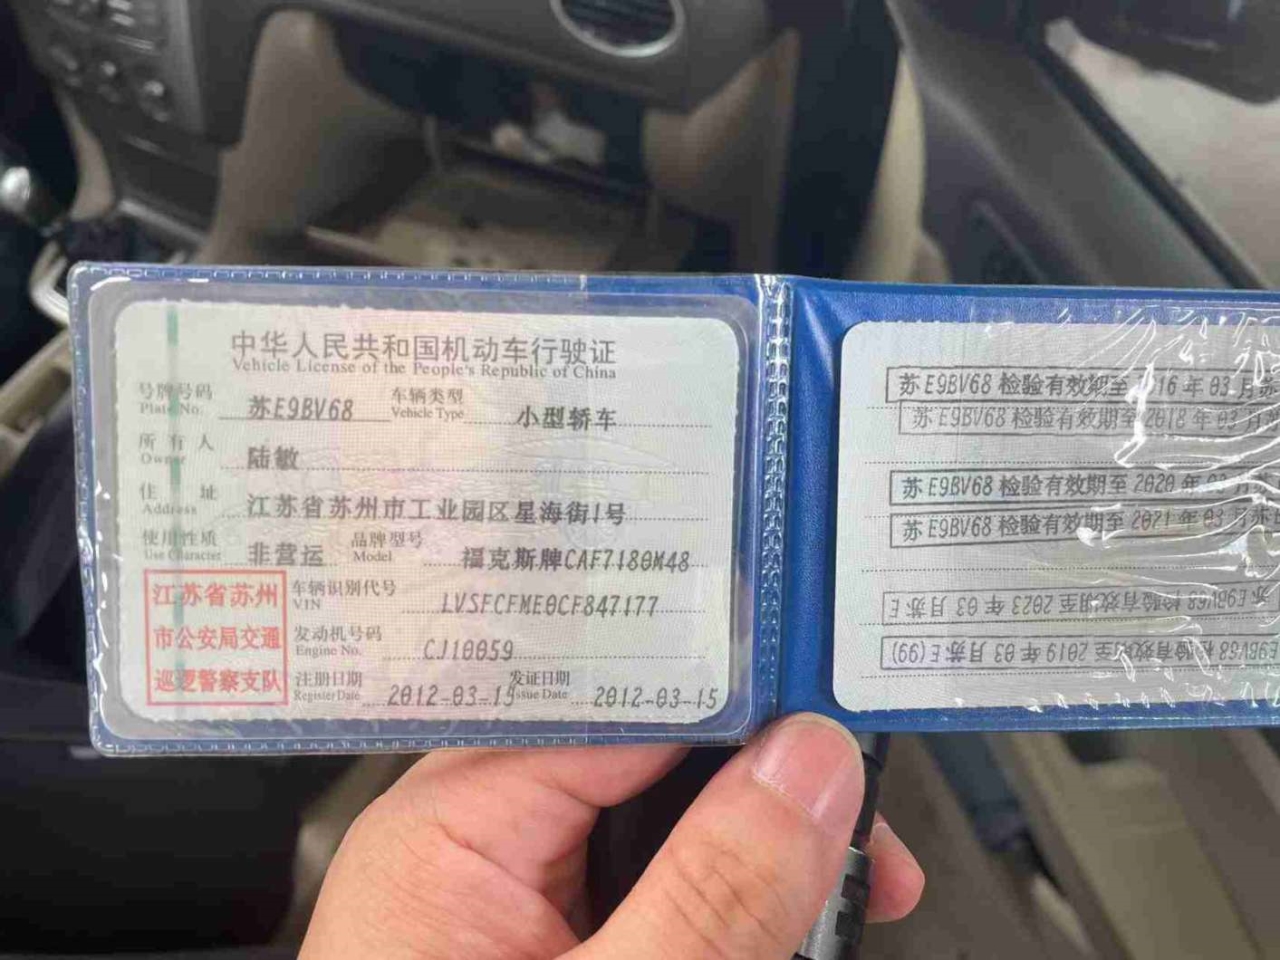 中华人民共和国机动车行驶证
Vehicle License of the People's Republic of China
号牌号码 苏E9BV68 车辆类型 小型轿车
Plate No. Vehicle Type
所有人 陆敏
Owner
住址 江苏省苏州市工业园区星海街1号
Address
使用性质 非营运 品牌型号 福克斯牌CAF7180M48
Use Character Model
江苏省苏州
市公安局交通
巡逻警察支队
车辆识别代号 LVSFCFME0CF847177
VIN
发动机号码 CJ10059
Engine No.
注册日期 2012-03-15 发证日期 2012-03-15
Register Date Issue Date
苏E9BV68 检验有效期至 2016年03月苏
苏E9BV68 检验有效期至 2018年03月
苏E9BV68 检验有效期至 2020年
苏E9BV68 检验有效期至 2021年03月苏
苏E9BV68 检验有效期至 2023年03月苏E
E9BV68 检验有效期至 2019年03月苏E(99)